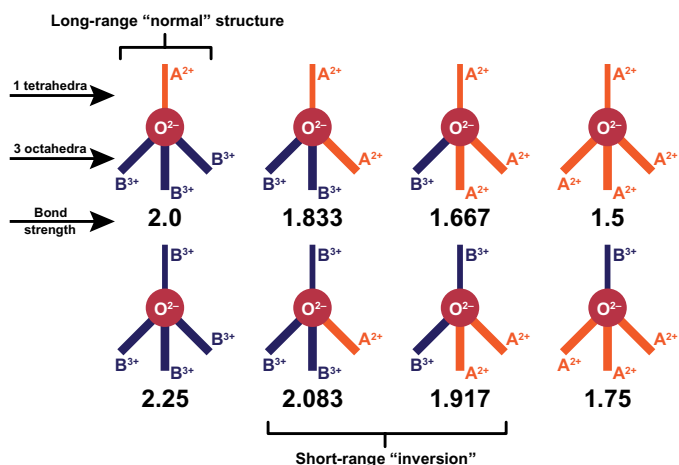 Long-range “normal” structure
A²⁺ A²⁺ A²⁺ A²⁺
1 tetrahedra
O²⁻ O²⁻ O²⁻ O²⁻
3 octahedra
B³⁺ B³⁺ B³⁺ B³⁺ B³⁺ A²⁺ B³⁺ A²⁺ A²⁺ A²⁺ A²⁺ A²⁺
Bond
strength
2.0 1.833 1.667 1.5
B³⁺ B³⁺ B³⁺ B³⁺
O²⁻ O²⁻ O²⁻ O²⁻
B³⁺ B³⁺ B³⁺ B³⁺ B³⁺ A²⁺ B³⁺ A²⁺ A²⁺ A²⁺ A²⁺ A²⁺
2.25 2.083 1.917 1.75
Short-range “inversion”